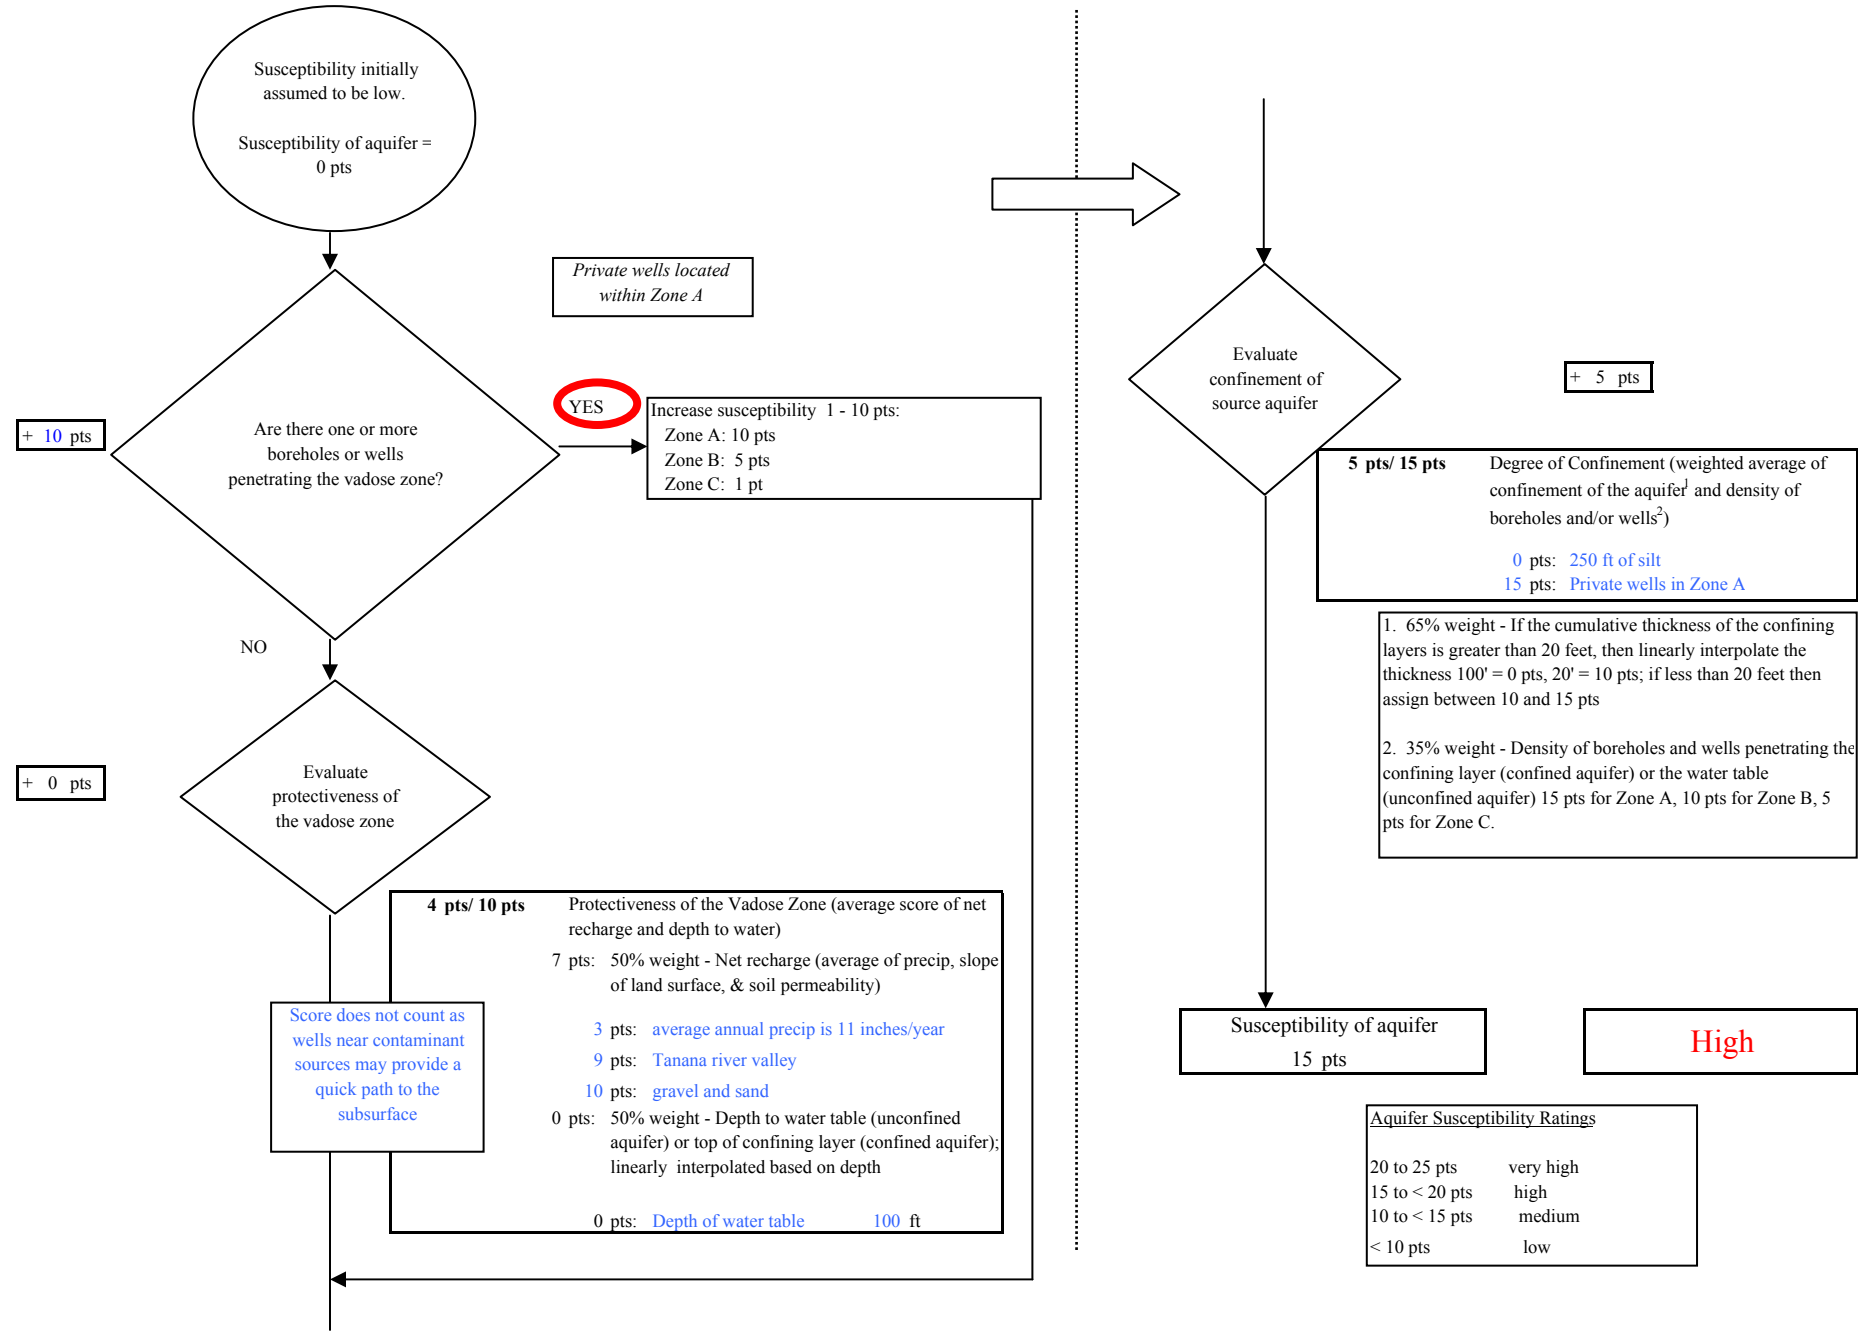 Susceptibility initially
assumed to be low.
Susceptibility of aquifer =
0 pts
Private wells located
within Zone A
YES
+ 10 pts
Are there one or more
boreholes or wells
penetrating the vadose zone?
Increase susceptibility 1 - 10 pts:
Zone A: 10 pts
Zone B: 5 pts
Zone C: 1 pt
NO
+ 0 pts
Evaluate
protectiveness of
the vadose zone
4 pts/ 10 pts Protectiveness of the Vadose Zone (average score of net
recharge and depth to water)
7 pts: 50% weight - Net recharge (average of precip, slope
of land surface, & soil permeability)
3 pts: average annual precip is 11 inches/year
9 pts: Tanana river valley
10 pts: gravel and sand
0 pts: 50% weight - Depth to water table (unconfined
aquifer) or top of confining layer (confined aquifer);
linearly interpolated based on depth
0 pts: Depth of water table 100 ft
Score does not count as
wells near contaminant
sources may provide a
quick path to the
subsurface
Evaluate
confinement of
source aquifer
+ 5 pts
5 pts/ 15 pts Degree of Confinement (weighted average of
confinement of the aquifer1 and density of
boreholes and/or wells2)
0 pts: 250 ft of silt
15 pts: Private wells in Zone A
1. 65% weight - If the cumulative thickness of the confining
layers is greater than 20 feet, then linearly interpolate the
thickness 100' = 0 pts, 20' = 10 pts; if less than 20 feet then
assign between 10 and 15 pts
2. 35% weight - Density of boreholes and wells penetrating the
confining layer (confined aquifer) or the water table
(unconfined aquifer) 15 pts for Zone A, 10 pts for Zone B, 5
pts for Zone C.
Susceptibility of aquifer
15 pts
High
Aquifer Susceptibility Ratings
20 to 25 pts very high
15 to < 20 pts high
10 to < 15 pts medium
< 10 pts low